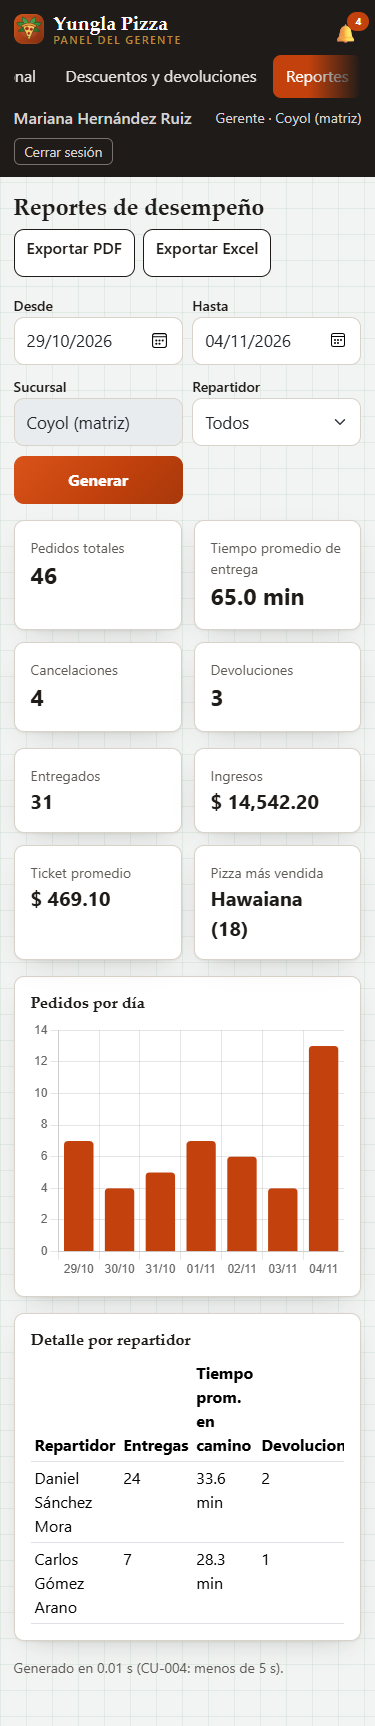 Yungla Pizza
PANEL DEL GERENTE
4
onal Descuentos y devoluciones Reportes
Mariana Hernández Ruiz Gerente · Coyol (matriz)
Cerrar sesión
Reportes de desempeño
Exportar PDF Exportar Excel
Desde Hasta
29/10/2026 04/11/2026
Sucursal Repartidor
Coyol (matriz) Todos
Generar
Pedidos totales
46
Tiempo promedio de
entrega
65.0 min
Cancelaciones
4
Devoluciones
3
Entregados
31
Ingresos
$ 14,542.20
Ticket promedio
$ 469.10
Pizza más vendida
Hawaiana
(18)
Pedidos por día
14
12
10
8
6
4
2
0
29/10 30/10 31/10 01/11 02/11 03/11 04/11
Detalle por repartidor
Tiempo
prom.
en
Repartidor Entregas camino Devolucion
Daniel 24 33.6 2
Sánchez min
Mora
Carlos 7 28.3 1
Gómez min
Arano
Generado en 0.01 s (CU-004: menos de 5 s).